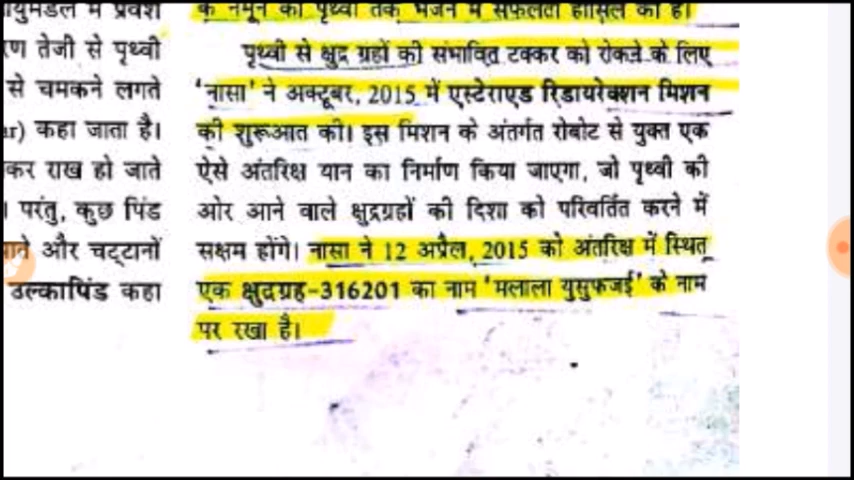 युमंडल में प्रवेश
रण तेजी से पृथ्वी
से चमकने लगते
ar) कहा जाता है।
कर राख हो जाते
। परंतु, कुछ पिंड
पाते और चट्टानों
उल्कापिंड कहा
के नमूने को पृथ्वी तक भेजने में सफलता हासिल की है।
पृथ्वी से क्षुद्र ग्रहों की संभावित टक्कर को रोकने के लिए
'नासा' ने अक्टूबर, 2015 में एस्टेराएड रिडायरेक्शन मिशन
की शुरूआत की। इस मिशन के अंतर्गत रोबोट से युक्त एक
ऐसे अंतरिक्ष यान का निर्माण किया जाएगा, जो पृथ्वी की
ओर आने वाले क्षुद्रग्रहों की दिशा को परिवर्तित करने में
सक्षम होंगे। नासा ने 12 अप्रैल, 2015 को अंतरिक्ष में स्थित
एक क्षुद्रग्रह-316201 का नाम 'मलाला युसुफजई' के नाम
पर रखा है।